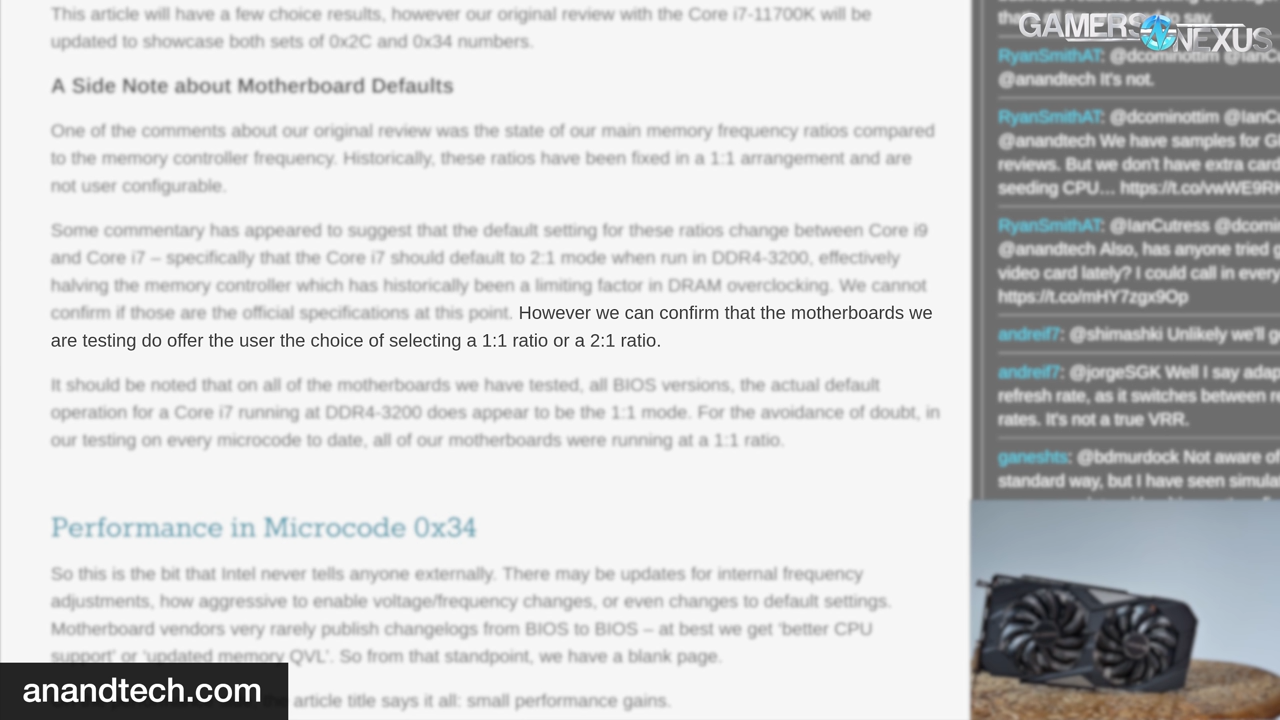 This article will have a few choice results, however our original review with the Core i7-11700K will be
updated to showcase both sets of 0x2C and 0x34 numbers.
A Side Note about Motherboard Defaults
One of the comments about our original review was the state of our main memory frequency ratios compared
to the memory controller frequency. Historically, these ratios have been fixed in a 1:1 arrangement and are
not user configurable.
Some commentary has appeared to suggest that the default setting for these ratios change between Core i9
and Core i7 – specifically that the Core i7 should default to 2:1 mode when run in DDR4-3200, effectively
halving the memory controller which has historically been a limiting factor in DRAM overclocking. We cannot
confirm if those are the official specifications at this point. However we can confirm that the motherboards we
are testing do offer the user the choice of selecting a 1:1 ratio or a 2:1 ratio.
It should be noted that on all of the motherboards we have tested, all BIOS versions, the actual default
operation for a Core i7 running at DDR4-3200 does appear to be the 1:1 mode. For the avoidance of doubt, in
our testing on every microcode to date, all of our motherboards were running at a 1:1 ratio.
Performance in Microcode 0x34
So this is the bit that Intel never tells anyone externally. There may be updates for internal frequency
adjustments, how aggressive to enable voltage/frequency changes, or even changes to default settings.
Motherboard vendors very rarely publish changelogs from BIOS to BIOS – at best we get 'better CPU
support' or 'updated memory QVL'. So from that standpoint, we have a blank page.
article title says it all: small performance gains.
anandtech.com
GAMERS NEXUS
to say.
RyanSmithAT: @dcominottim
@anandtech It's not.
RyanSmithAT: @dcominottim
@anandtech We have samples for
reviews. But we don't have extra
seeding CPU…
RyanSmithAT: @IanCutress
@anandtech Also, has anyone tried
video card lately? I could call in every
https://t.co/mHY7zgx9Op
andreif7: @shimashki Unlikely we'll
andreif7: @jorgeSGK Well I say
refresh rate, as it switches between
rates. It's not a true VRR.
ganeshts: @bdmurdock Not aware of
standard way, but I have seen